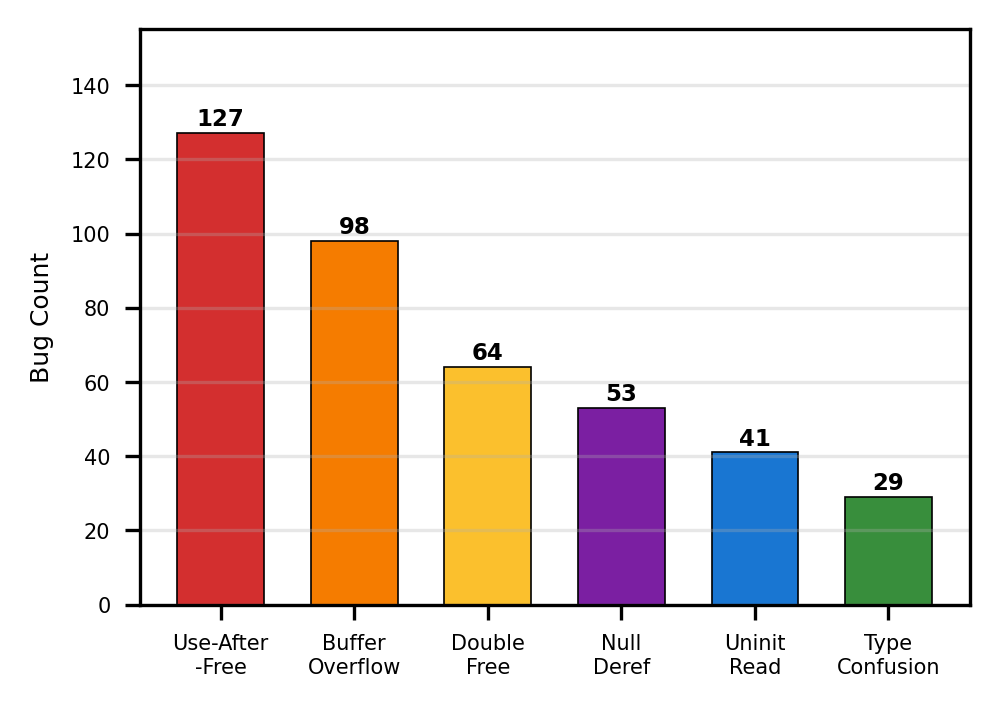 Bug Count
140
120
100
80
60
40
20
0
127
98
64
53
41
29
Use-After
-Free
Buffer
Overflow
Double
Free
Null
Deref
Uninit
Read
Type
Confusion